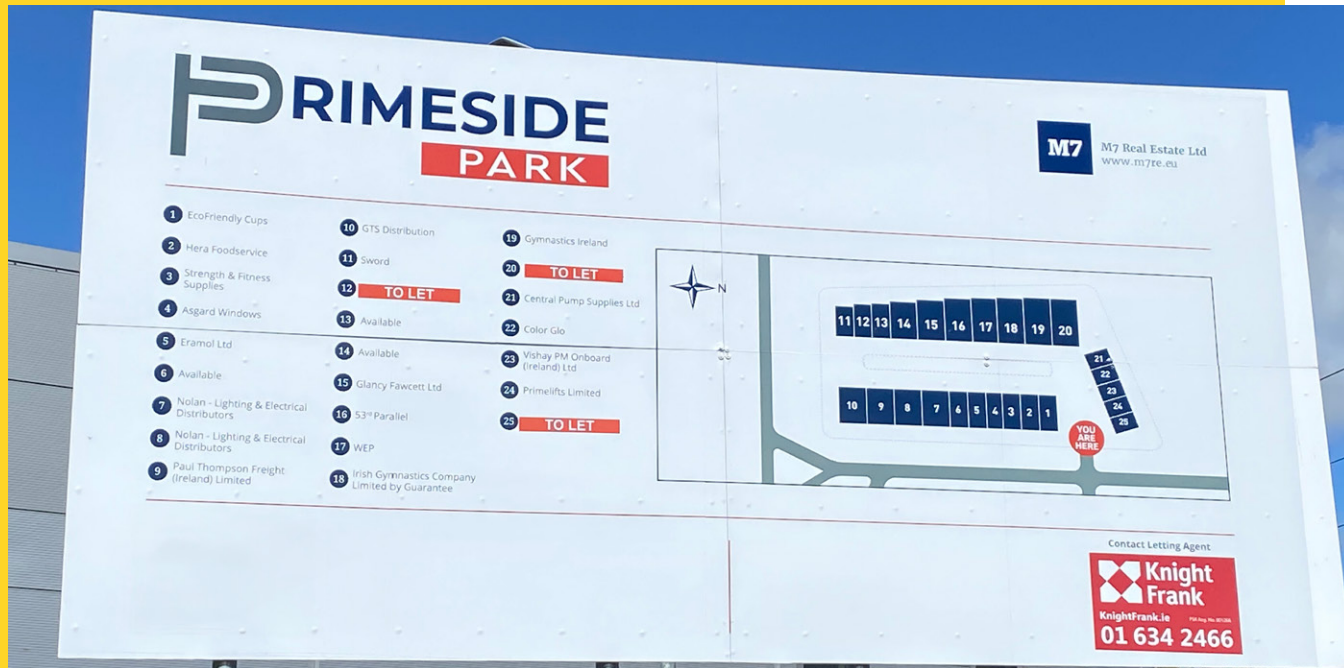 PRIMESIDE
PARK
M7
M7 Real Estate Ltd
www.m7re.eu
1 EcoFriendly Cups
2 Hera Foodservice
3 Strength & Fitness
Supplies
4 Asgard Windows
5 Eramol Ltd
6 Available
7 Nolan - Lighting & Electrical
Distributors
8 Nolan - Lighting & Electrical
Distributors
9 Paul Thompson Freight
(Ireland) Limited
10 GTS Distribution
11 Sword
12 TO LET
13 Available
14 Available
15 Glancy Fawcett Ltd
16 53rd Parallel
17 WEP
18 Irish Gymnastics Company
Limited by Guarantee
19 Gymnastics Ireland
20 TO LET
21 Central Pump Supplies Ltd
22 Color Glo
23 Vishay PM Onboard
(Ireland) Ltd
24 Primelifts Limited
25 TO LET
N
11 12 13 14 15 16 17 18 19 20
21
22
23
24
25
10 9 8 7 6 5 4 3 2 1
YOU
ARE
HERE
Contact Letting Agent
Knight
Frank
KnightFrank.ie
01 634 2466